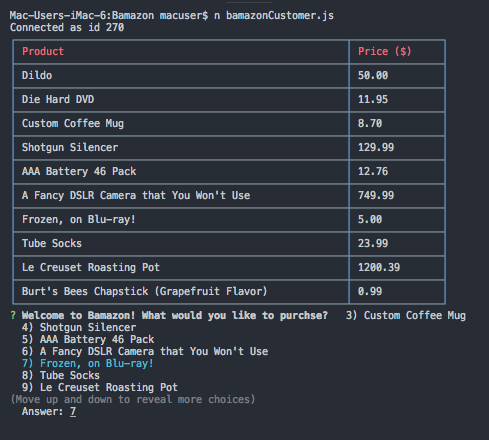 Mac-Users-iMac-6:Bamazon macuser$ n bamazonCustomer.js
Connected as id 270
Product Price ($)
Dildo 50.00
Die Hard DVD 11.95
Custom Coffee Mug 8.70
Shotgun Silencer 129.99
AAA Battery 46 Pack 12.76
A Fancy DSLR Camera that You Won't Use 749.99
Frozen, on Blu-ray! 5.00
Tube Socks 23.99
Le Creuset Roasting Pot 1200.39
Burt's Bees Chapstick (Grapefruit Flavor) 0.99
? Welcome to Bamazon! What would you like to purchse? 3) Custom Coffee Mug
4) Shotgun Silencer
5) AAA Battery 46 Pack
6) A Fancy DSLR Camera that You Won't Use
7) Frozen, on Blu-ray!
8) Tube Socks
9) Le Creuset Roasting Pot
(Move up and down to reveal more choices)
Answer: 7